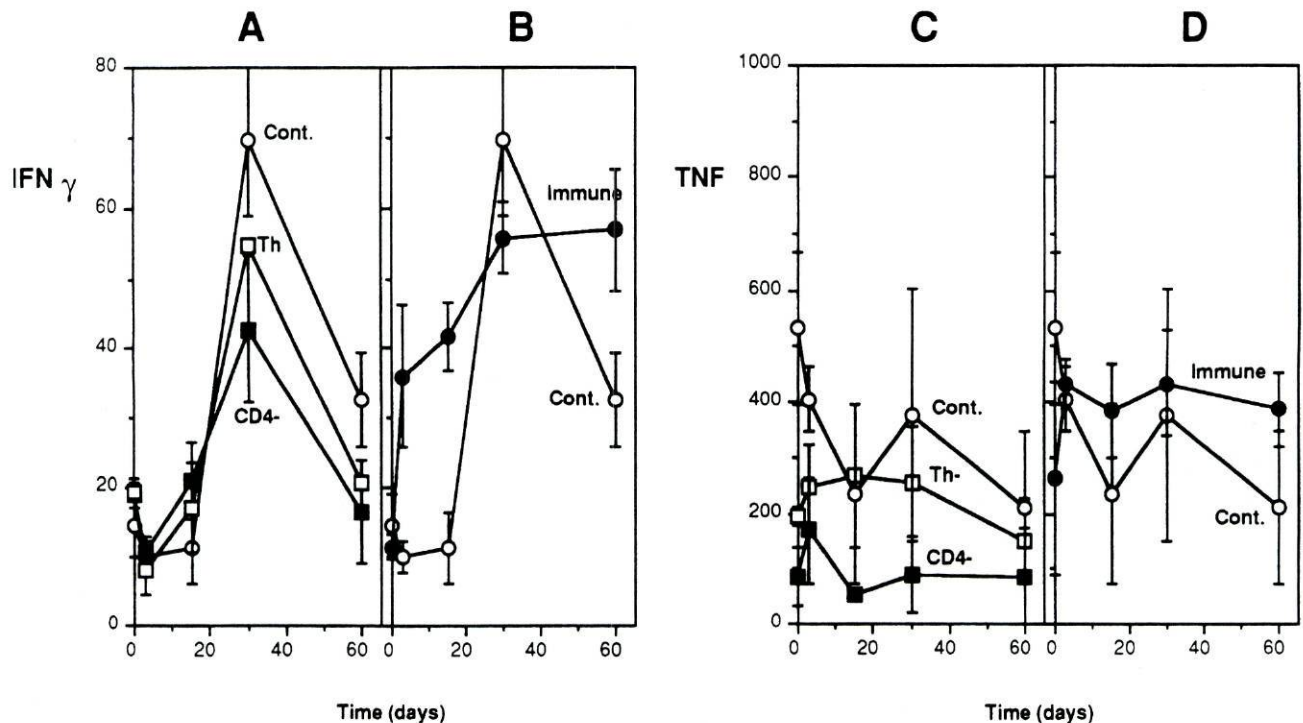 A
B
C
D
IFN γ
80
60
40
20
0
Cont.
Th
CD4-
0 20 40 60
Immune
Cont.
0 20 40 60
Time (days)
TNF
1000
800
600
400
200
0
Cont.
Th-
CD4-
0 20 40 60
Immune
Cont.
0 20 40 60
Time (days)